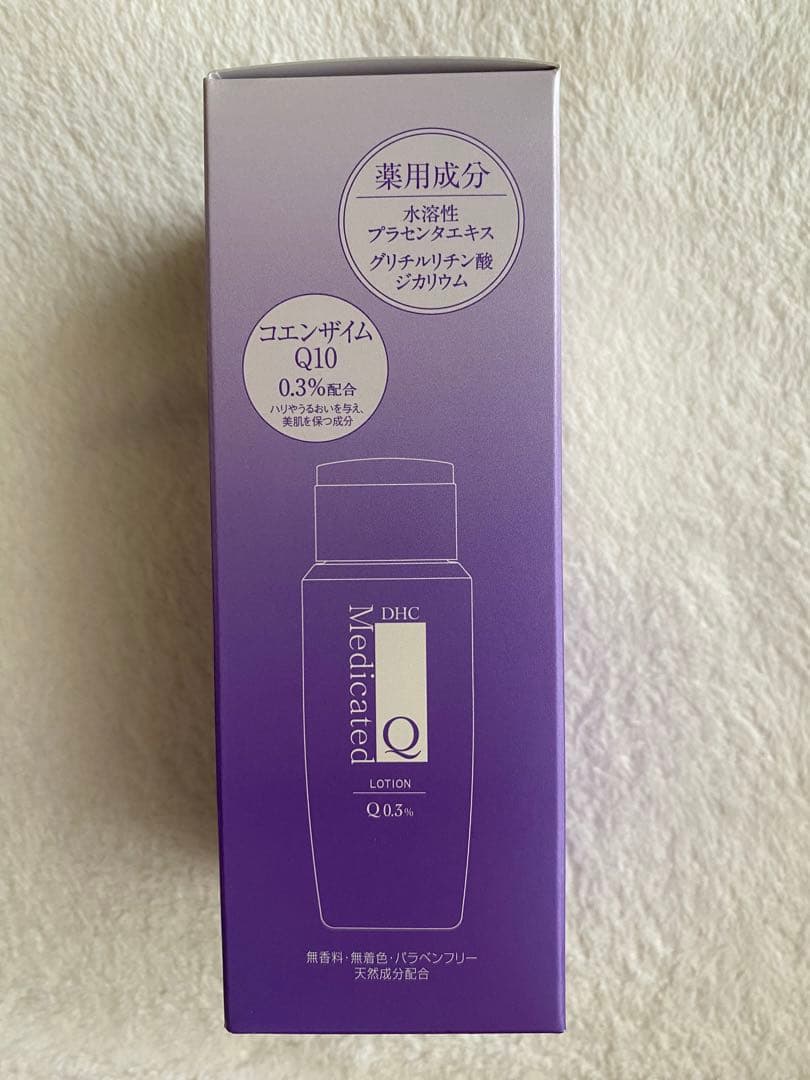 薬用成分
水溶性
プラセンタエキス
グリチルリチン酸
ジカリウム
コエンザイム
Q10
0.3%配合
ハリやうるおいを与え、
美肌を保つ成分
DHC
Medicated
Q
LOTION
Q0.3%
無香料・無着色・パラベンフリー
天然成分配合